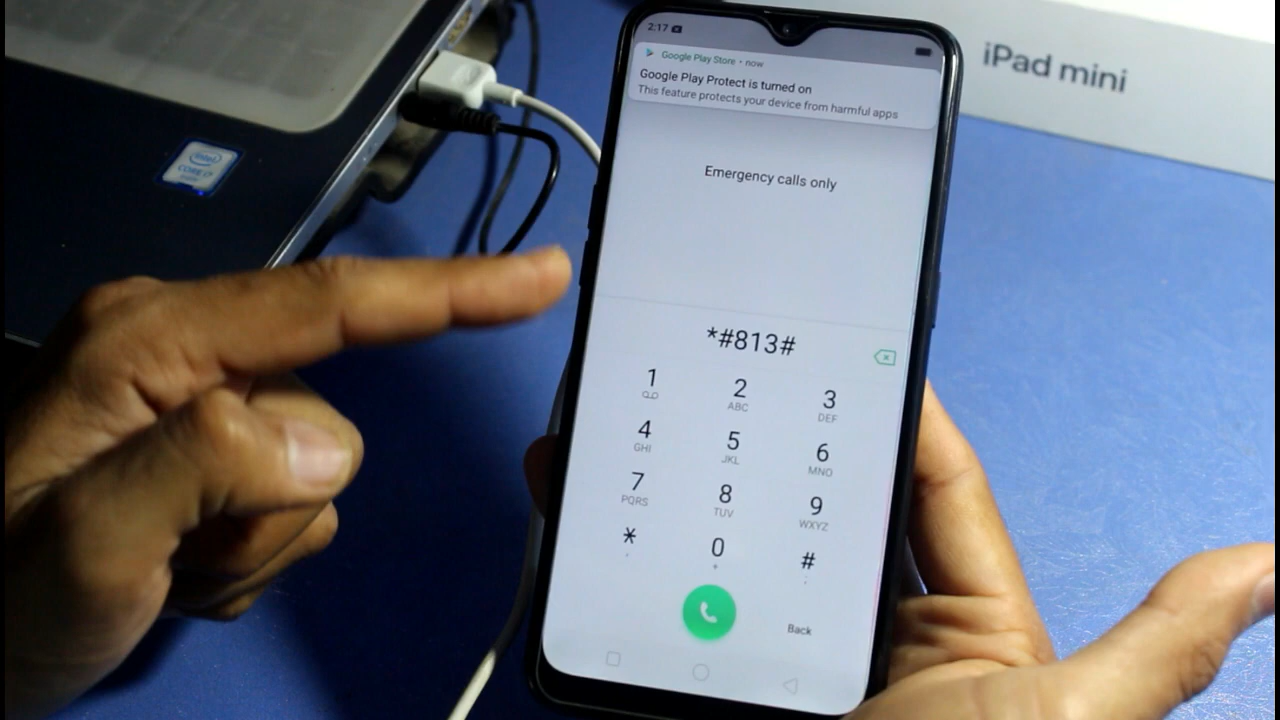 2:17
Google Play Store • now
Google Play Protect is turned on
This feature protects your device from harmful apps
iPad mini
intel
CORE i7
Emergency calls only
*#813#
1
2
ABC
3
DEF
4
GHI
5
JKL
6
MNO
7
PQRS
8
TUV
9
WXYZ
*
,
0
+
#
;
Back